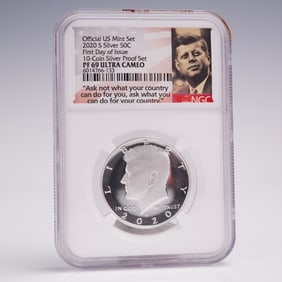 Official US Mint Set
2020 S Silver 50C
First Day of Issue
10-Coin Silver Proof Set
PF 69 ULTRA CAMEO
6014766-133
NGC
"Ask not what your country
can do for you, ask what you
can do for your country."
LIBERTY
IN GOD WE TRUST
2020